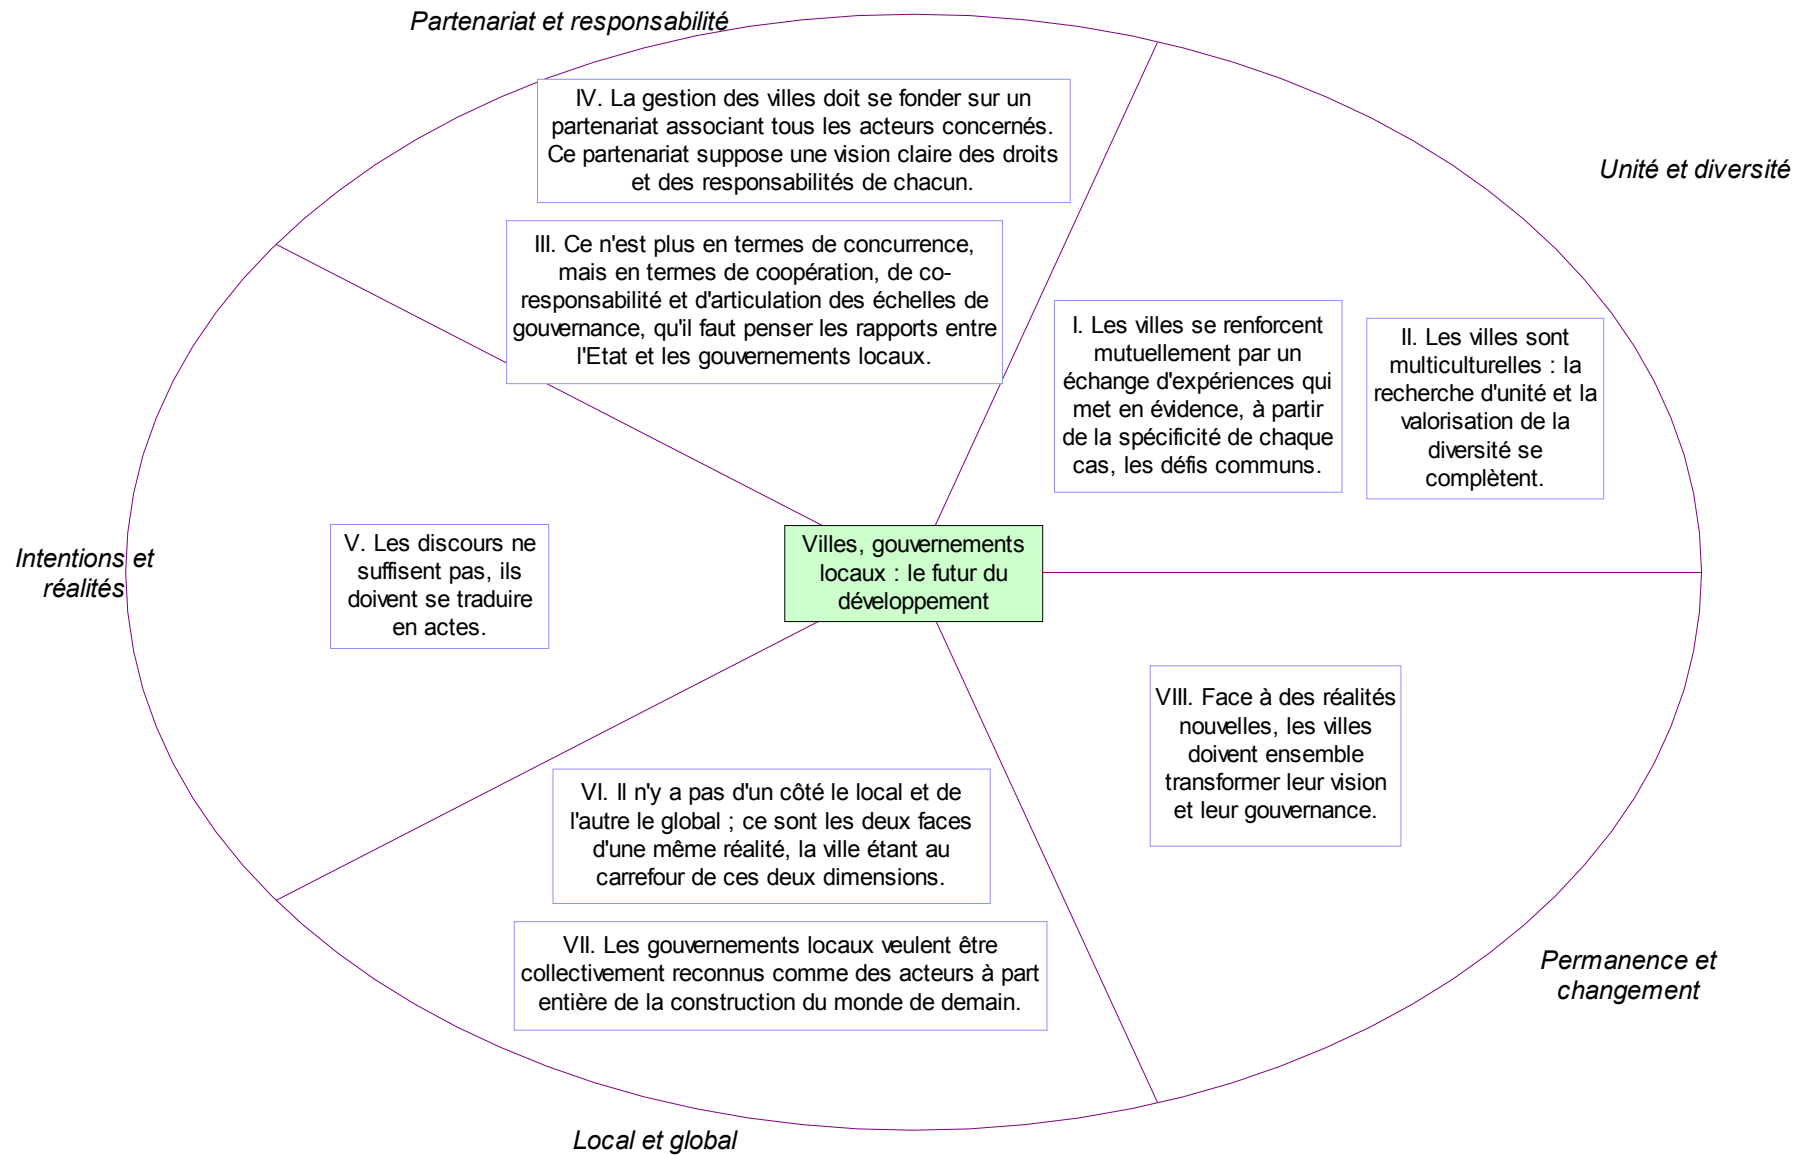 Partenariat et responsabilité
IV. La gestion des villes doit se fonder sur un
partenariat associant tous les acteurs concernés.
Ce partenariat suppose une vision claire des droits
et des responsabilités de chacun.
Unité et diversité
III. Ce n'est plus en termes de concurrence,
mais en termes de coopération, de co-
responsabilité et d'articulation des échelles de
gouvernance, qu'il faut penser les rapports entre
l'Etat et les gouvernements locaux.
I. Les villes se renforcent
mutuellement par un
échange d'expériences qui
met en évidence, à partir
de la spécificité de chaque
cas, les défis communs.
II. Les villes sont
multiculturelles : la
recherche d'unité et la
valorisation de la
diversité se
complètent.
Intentions et
réalités
V. Les discours ne
suffisent pas, ils
doivent se traduire
en actes.
Villes, gouvernements
locaux : le futur du
développement
VIII. Face à des réalités
nouvelles, les villes
doivent ensemble
transformer leur vision
et leur gouvernance.
VI. Il n'y a pas d'un côté le local et de
l'autre le global ; ce sont les deux faces
d'une même réalité, la ville étant au
carrefour de ces deux dimensions.
VII. Les gouvernements locaux veulent être
collectivement reconnus comme des acteurs à part
entière de la construction du monde de demain.
Permanence et
changement
Local et global